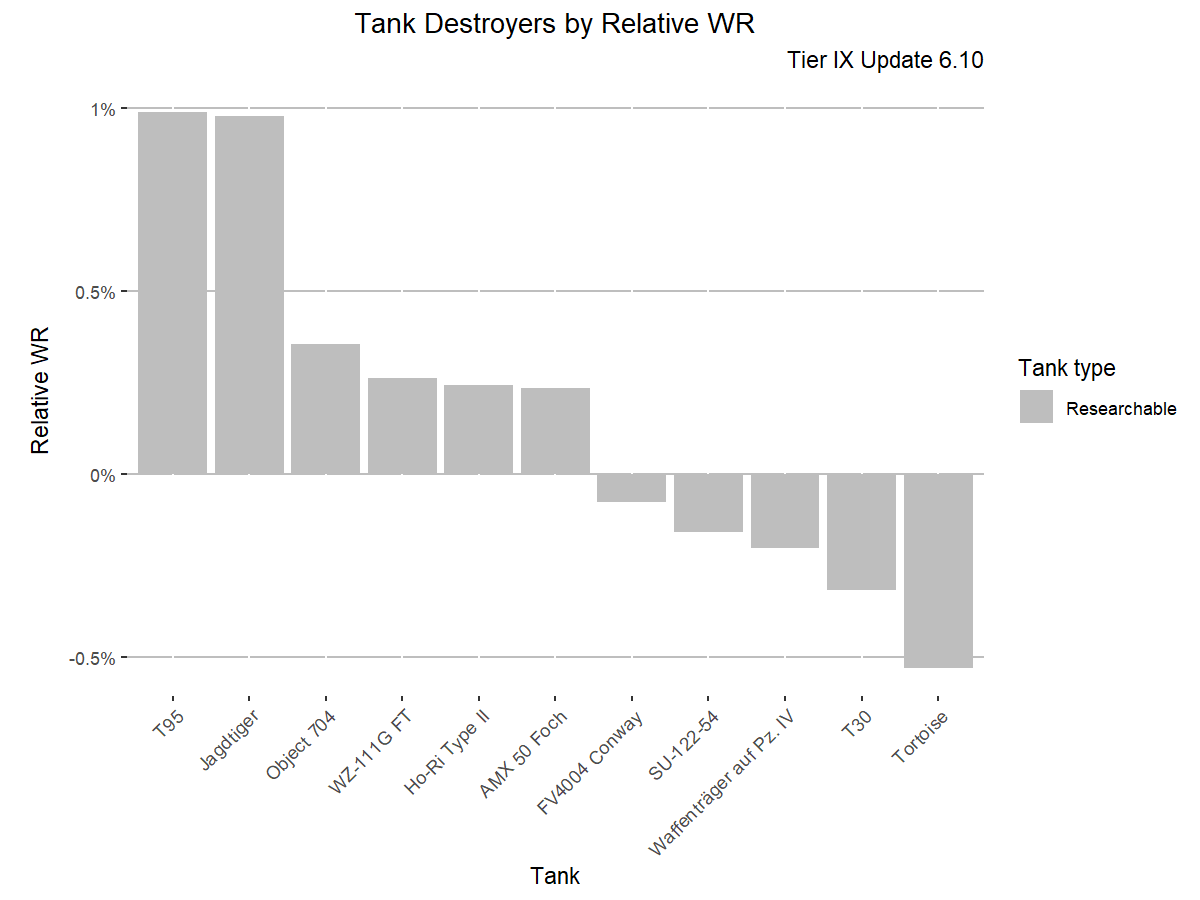 Tank Destroyers by Relative WR
Tier IX Update 6.10
1%
0.5%
0%
-0.5%
Relative WR
T95
Jagdtiger
Object 704
WZ-111G FT
Ho-Ri Type II
AMX 50 Foch
FV4004 Conway
SU-122-54
Waffenträger auf Pz. IV
T30
Tortoise
Tank
Tank type
Researchable